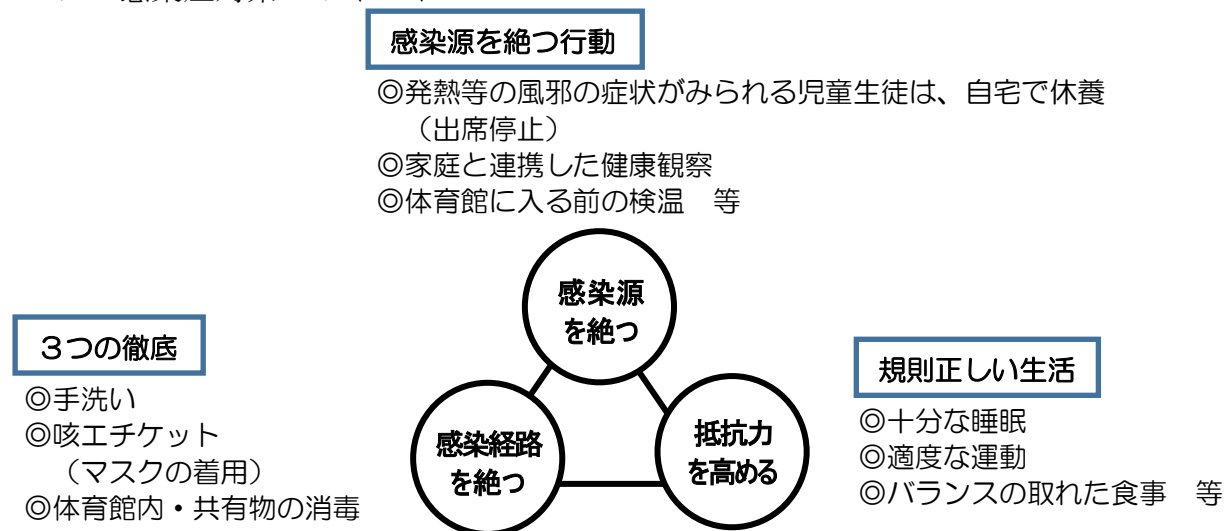 感染源を絶つ行動
◎発熱等の風邪の症状がみられる児童生徒は、自宅で休養
（出席停止）
◎家庭と連携した健康観察
◎体育館に入る前の検温　等
感染源
を絶つ
３つの徹底
◎手洗い
◎咳エチケット
（マスクの着用）
◎体育館内・共有物の消毒
感染経路
を絶つ
抵抗力
を高める
規則正しい生活
◎十分な睡眠
◎適度な運動
◎バランスの取れた食事　等